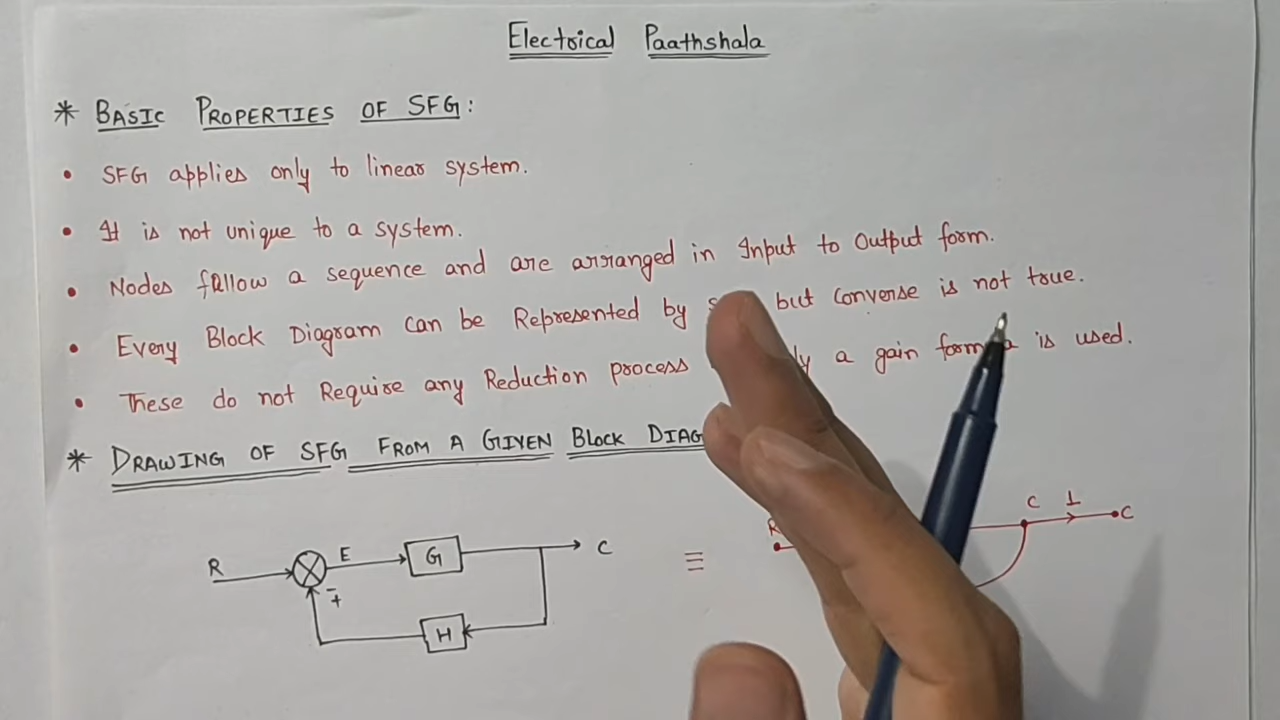 Electrical Paathshala
* BASIC PROPERTIES OF SFG:
• SFG applies only to linear system.
• It is not unique to a system.
• Nodes follow a sequence and are arranged in Input to Output form.
• Every Block Diagram can be Represented by but converse is not true.
• These do not Require any Reduction process a gain is used.
* DRAWING OF SFG FROM A GIVEN BLOCK
R
E
G
C
−
+
H
≡
R
C
1
C